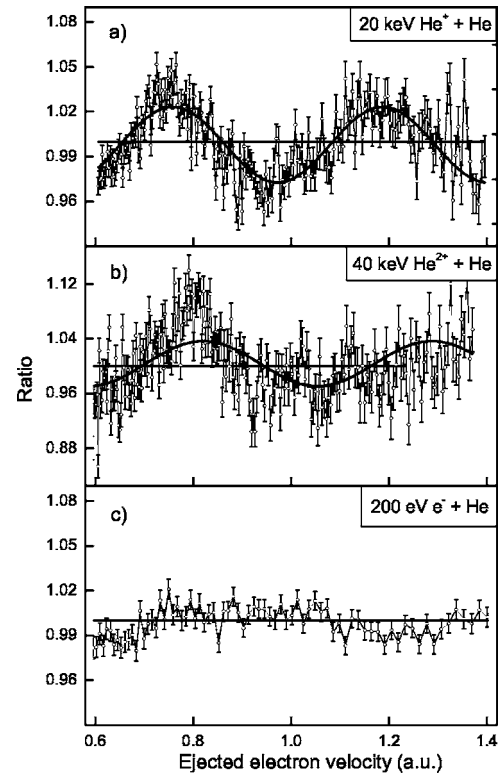 1.08
a)
20 keV He⁺ + He
1.05
1.02
0.99
0.96
b)
40 keV He²⁺ + He
1.12
1.04
0.96
0.88
Ratio
1.08
c)
200 eV e⁻ + He
1.05
1.02
0.99
0.96
0.6 0.8 1.0 1.2 1.4
Ejected electron velocity (a.u.)